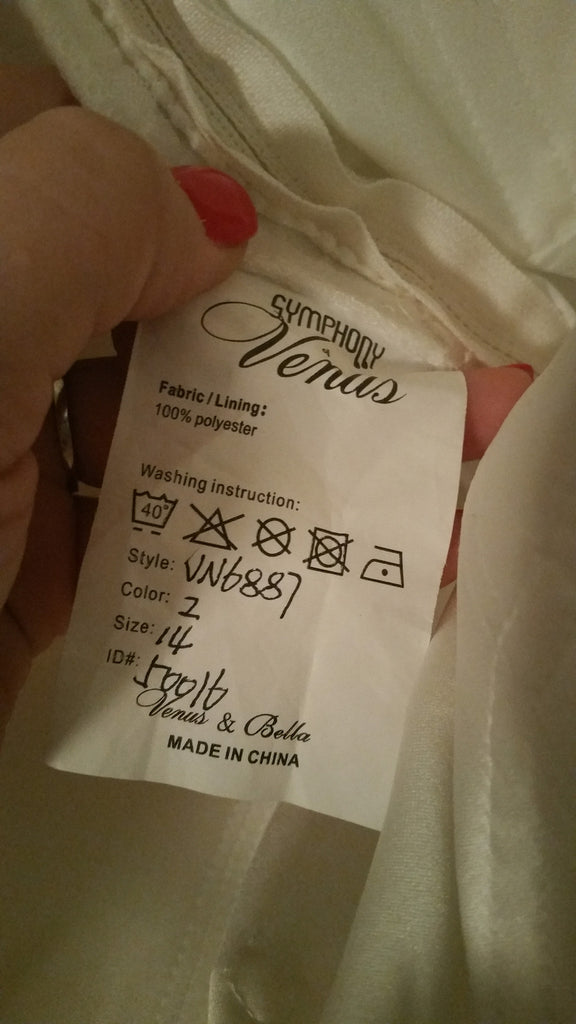 SYMPHONY
of
Venus
Fabric / Lining:
100% polyester
Washing instruction:
40°
Style: VN6887
Color: I
Size: 14
ID#:
Venus & Bella
MADE IN CHINA